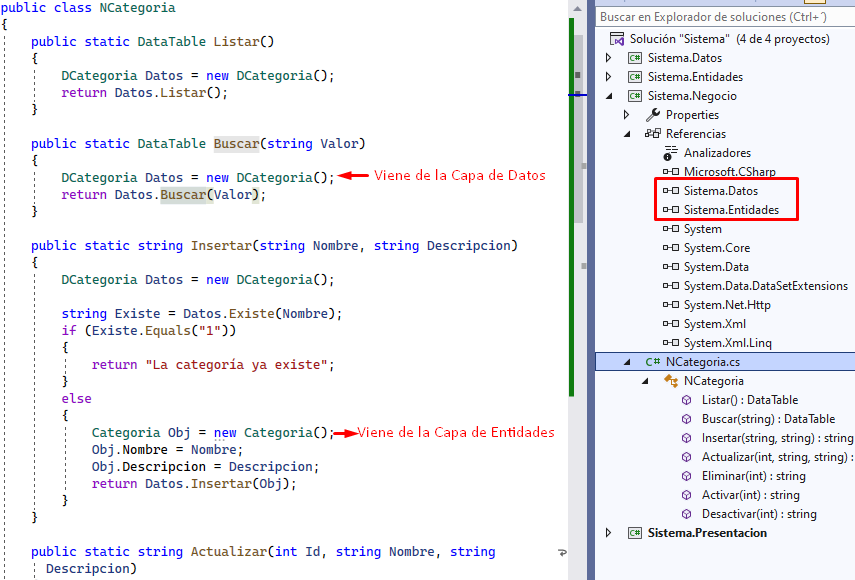 public class NCategoria
{
public static DataTable Listar()
{
DCategoria Datos = new DCategoria();
return Datos.Listar();
}
public static DataTable Buscar(string Valor)
{
DCategoria Datos = new DCategoria();
Viene de la Capa de Datos
return Datos.Buscar(Valor);
}
public static string Insertar(string Nombre, string Descripcion)
{
DCategoria Datos = new DCategoria();
string Existe = Datos.Existe(Nombre);
if (Existe.Equals("1"))
{
return "La categoría ya existe";
}
else
{
Categoria Obj = new Categoria();
Viene de la Capa de Entidades
Obj.Nombre = Nombre;
Obj.Descripcion = Descripcion;
return Datos.Insertar(Obj);
}
}
public static string Actualizar(int Id, string Nombre, string
Descripcion)
Buscar en Explorador de soluciones (Ctrl+´)
Solución "Sistema" (4 de 4 proyectos)
C# Sistema.Datos
C# Sistema.Entidades
C# Sistema.Negocio
Properties
Referencias
Analizadores
Microsoft.CSharp
Sistema.Datos
Sistema.Entidades
System
System.Core
System.Data
System.Data.DataSetExtensions
System.Net.Http
System.Xml
System.Xml.Linq
C# NCategoria.cs
NCategoria
Listar() : DataTable
Buscar(string) : DataTable
Insertar(string, string) : string
Actualizar(int, string, string) :
Eliminar(int) : string
Activar(int) : string
Desactivar(int) : string
C# Sistema.Presentacion